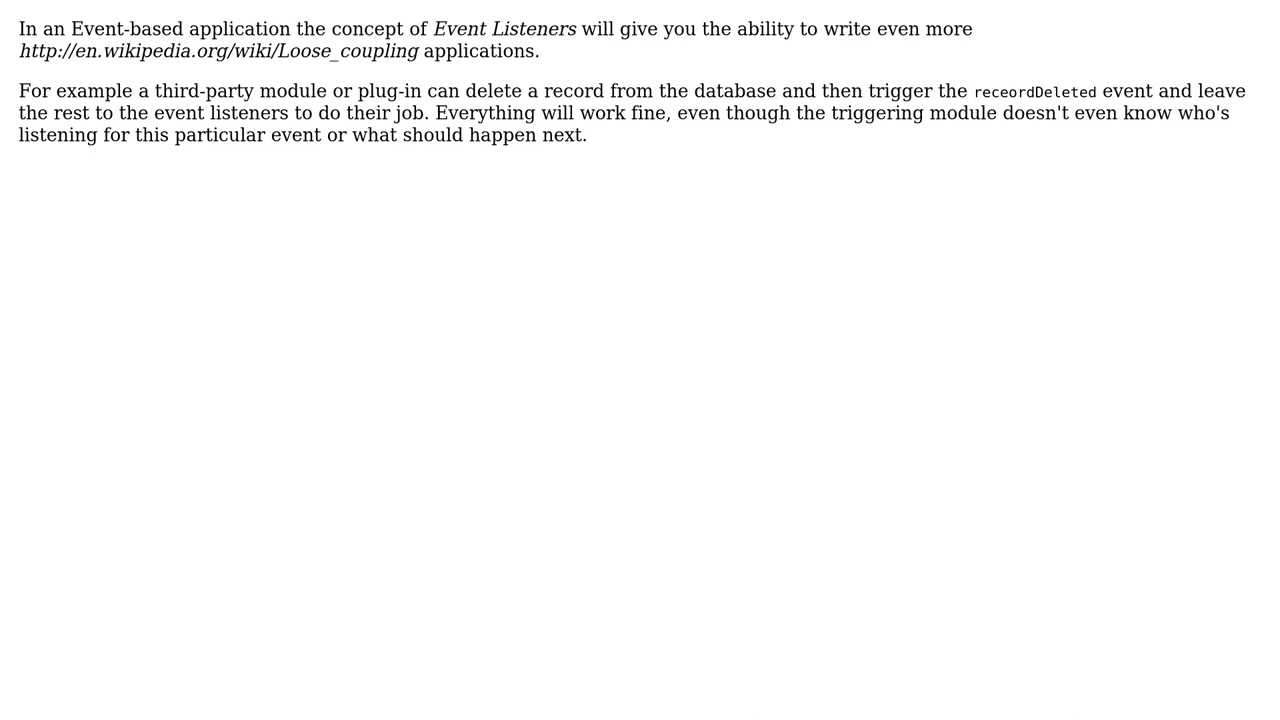 In an Event-based application the concept of Event Listeners will give you the ability to write even more
http://en.wikipedia.org/wiki/Loose_coupling applications.
For example a third-party module or plug-in can delete a record from the database and then trigger the receordDeleted event and leave
the rest to the event listeners to do their job. Everything will work fine, even though the triggering module doesn't even know who's
listening for this particular event or what should happen next.